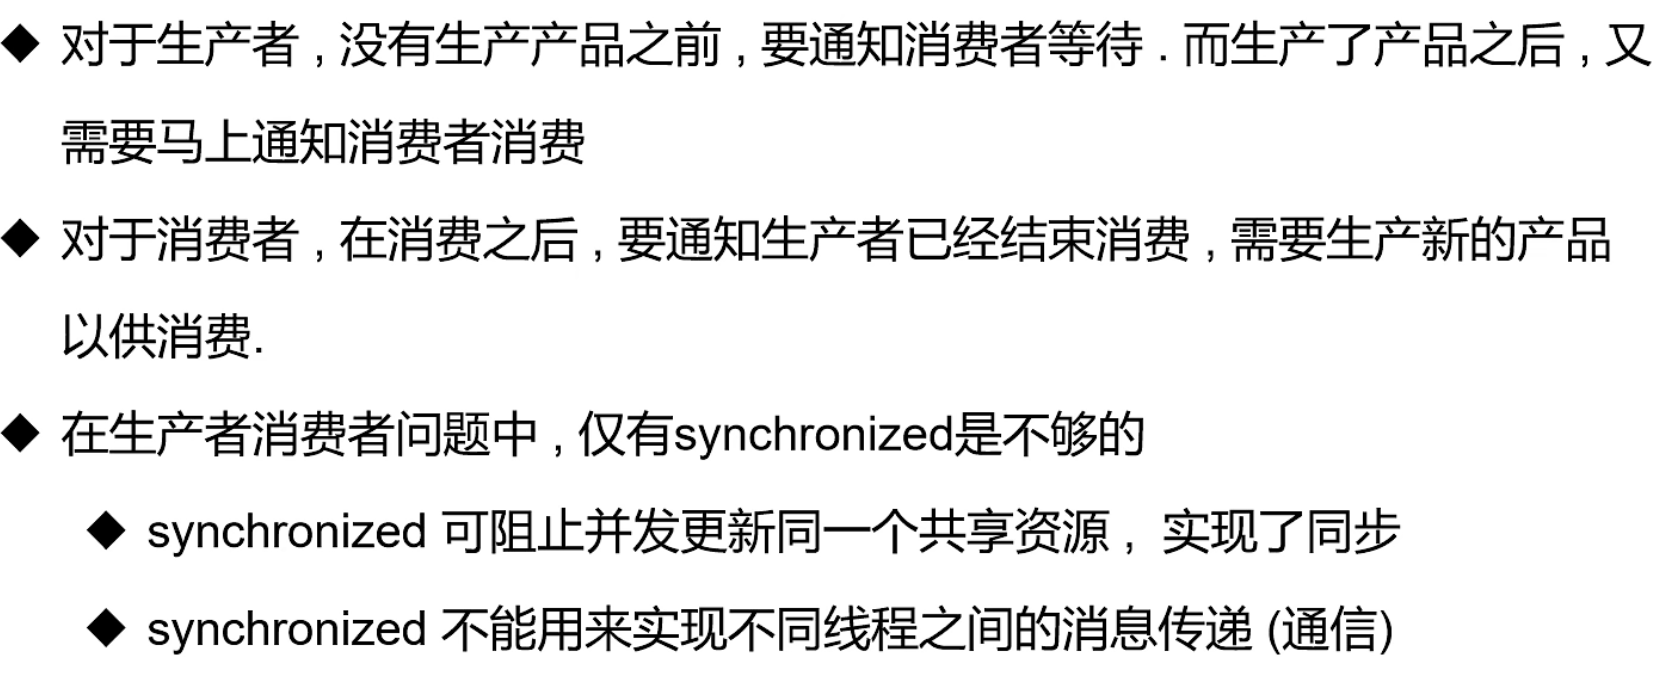 ◆ 对于生产者 , 没有生产产品之前 , 要通知消费者等待 . 而生产了产品之后 , 又
需要马上通知消费者消费
◆ 对于消费者 , 在消费之后 , 要通知生产者已经结束消费 , 需要生产新的产品
以供消费.
◆ 在生产者消费者问题中 , 仅有synchronized是不够的
◆ synchronized 可阻止并发更新同一个共享资源 , 实现了同步
◆ synchronized 不能用来实现不同线程之间的消息传递 (通信)